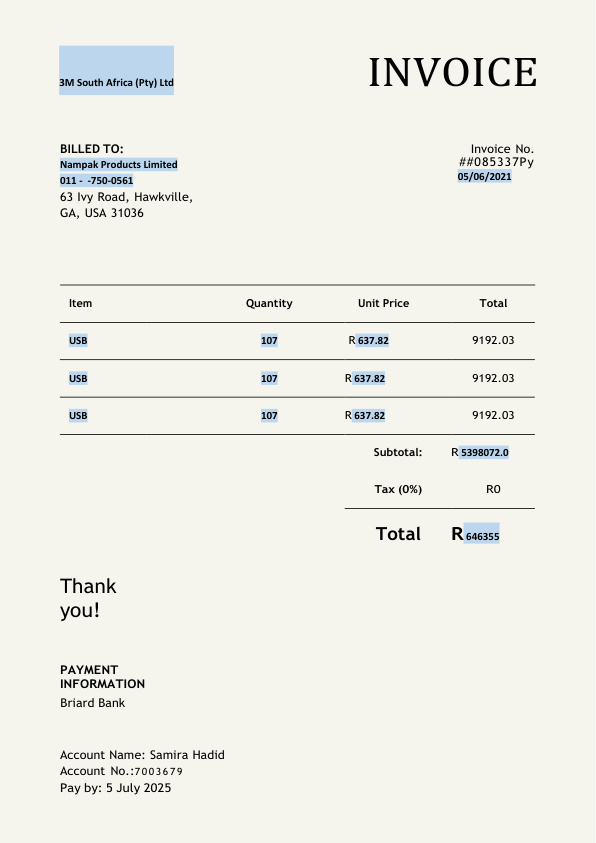 3M South Africa (Pty) Ltd
INVOICE
BILLED TO:
Nampak Products Limited
011 - -750-0561
63 Ivy Road, Hawkville,
GA, USA 31036
Invoice No.
##085337Py
05/06/2021
Item Quantity Unit Price Total
USB 107 R 637.82 9192.03
USB 107 R 637.82 9192.03
USB 107 R 637.82 9192.03
Subtotal: R 5398072.0
Tax (0%) R0
Total R 646355
Thank
you!
PAYMENT
INFORMATION
Briard Bank
Account Name: Samira Hadid
Account No.:7003679
Pay by: 5 July 2025